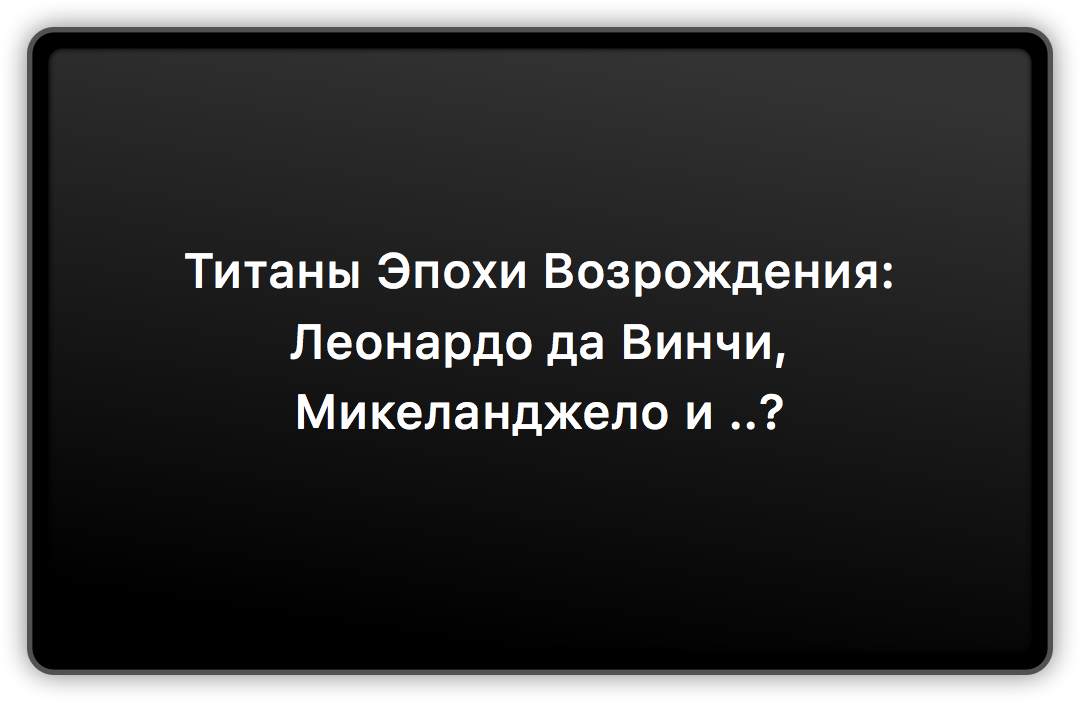 Титаны Эпохи Возрождения:
Леонардо да Винчи,
Микеланджело и ..?